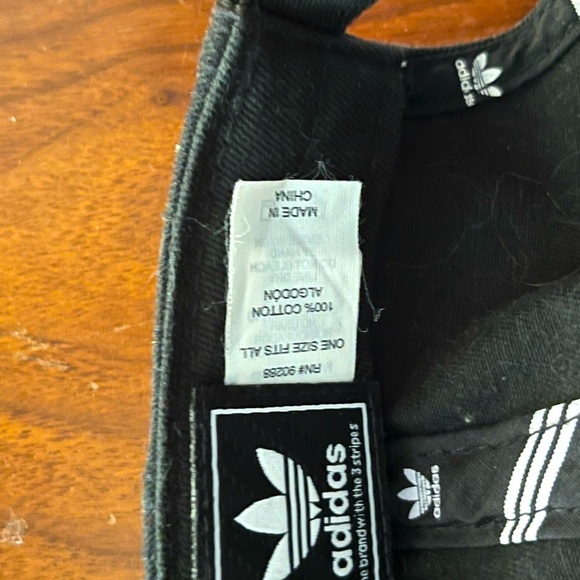 RN# 90288
ONE SIZE FITS ALL
100% COTTON
ALGODÓN
MADE IN
CHINA
adidas
the brand with the 3 stripes
adidas
adidas